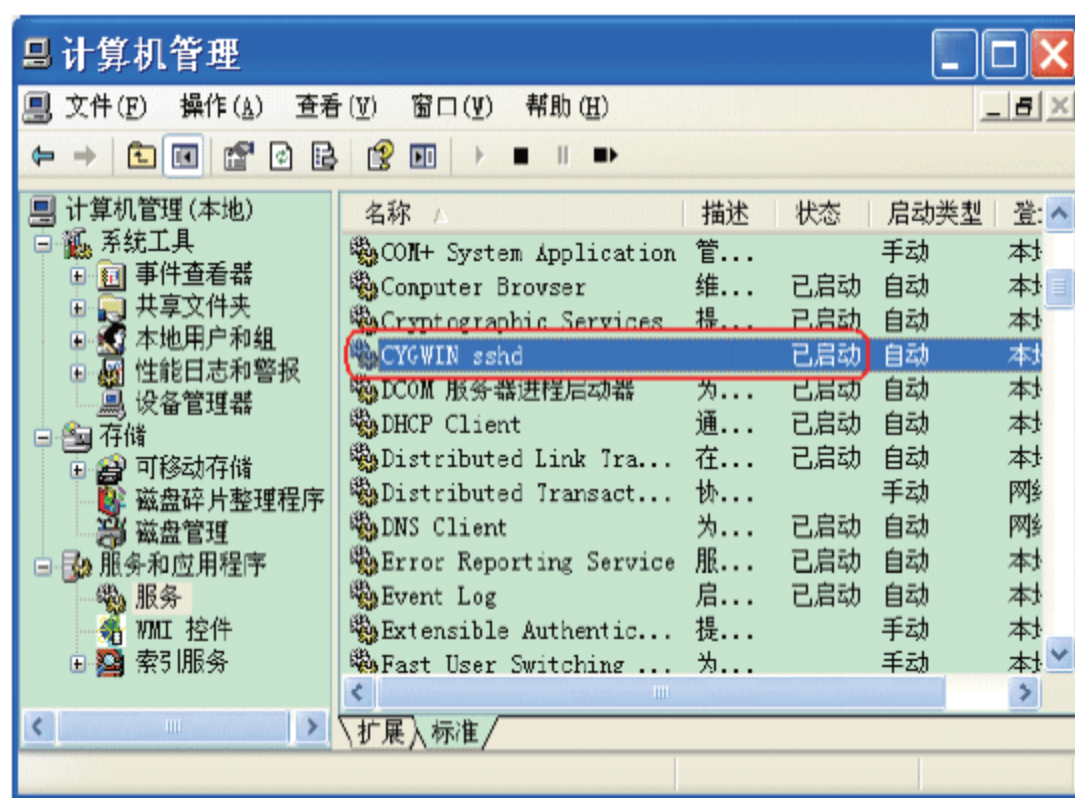 计算机管理
文件(F) 操作(A) 查看(V) 窗口(W) 帮助(H)
计算机管理(本地)
系统工具
事件查看器
共享文件夹
本地用户和组
性能日志和警报
设备管理器
存储
可移动存储
磁盘碎片整理程序
磁盘管理
服务和应用程序
服务
WMI 控件
索引服务
名称 描述 状态 启动类型
COM+ System Application 管... 手动
Computer Browser 维... 已启动 自动
Cryptographic Services 提... 已启动 自动
CYGWIN sshd 已启动 自动
DCOM 服务器进程启动器 为... 已启动 自动
DHCP Client 通... 已启动 自动
Distributed Link Tra... 在... 已启动 自动
Distributed Transact... 协... 手动
DNS Client 为... 已启动 自动
Error Reporting Service 服... 已启动 自动
Event Log 启... 已启动 自动
Extensible Authentic... 提... 手动
Fast User Switching ... 为... 手动
扩展 标准